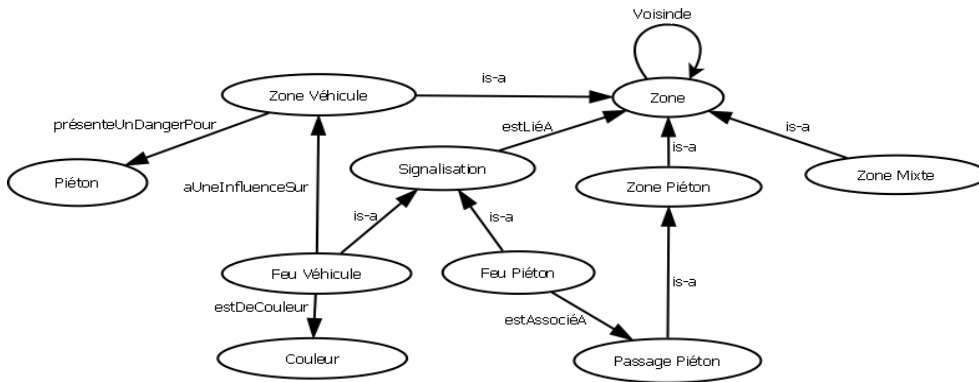 Voisinde
Zone Véhicule
is-a
Zone
présenteUnDangerPour
estLiéA
is-a
is-a
Piéton
aUneInfluenceSur
Signalisation
Zone Piéton
Zone Mixte
is-a
is-a
Feu Véhicule
Feu Piéton
is-a
estDeCouleur
estAssociéA
Couleur
Passage Piéton